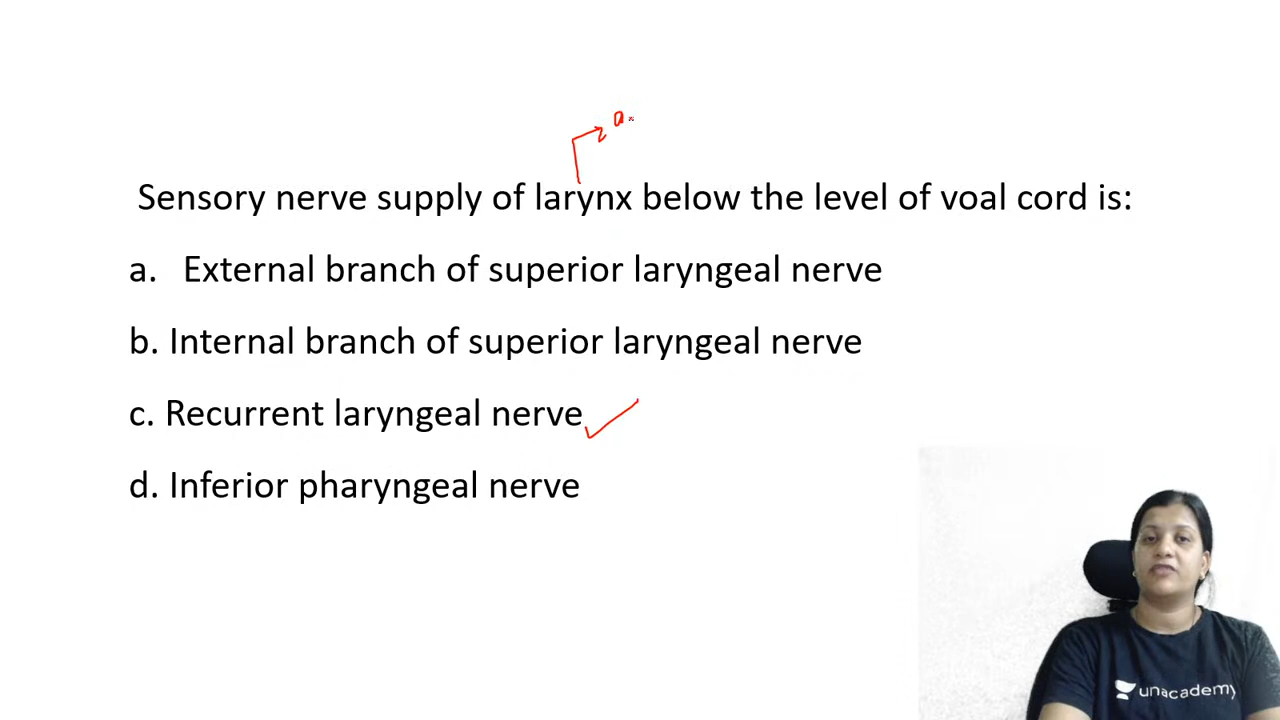 Sensory nerve supply of larynx below the level of voal cord is:
a. External branch of superior laryngeal nerve
b. Internal branch of superior laryngeal nerve
c. Recurrent laryngeal nerve
d. Inferior pharyngeal nerve
unacademy